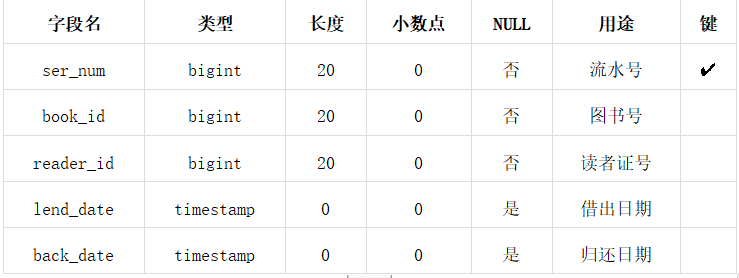 字段名 类型 长度 小数点 NULL 用途 键
ser_num bigint 20 0 否 流水号 ✔
book_id bigint 20 0 否 图书号
reader_id bigint 20 0 否 读者证号
lend_date timestamp 0 0 是 借出日期
back_date timestamp 0 0 是 归还日期